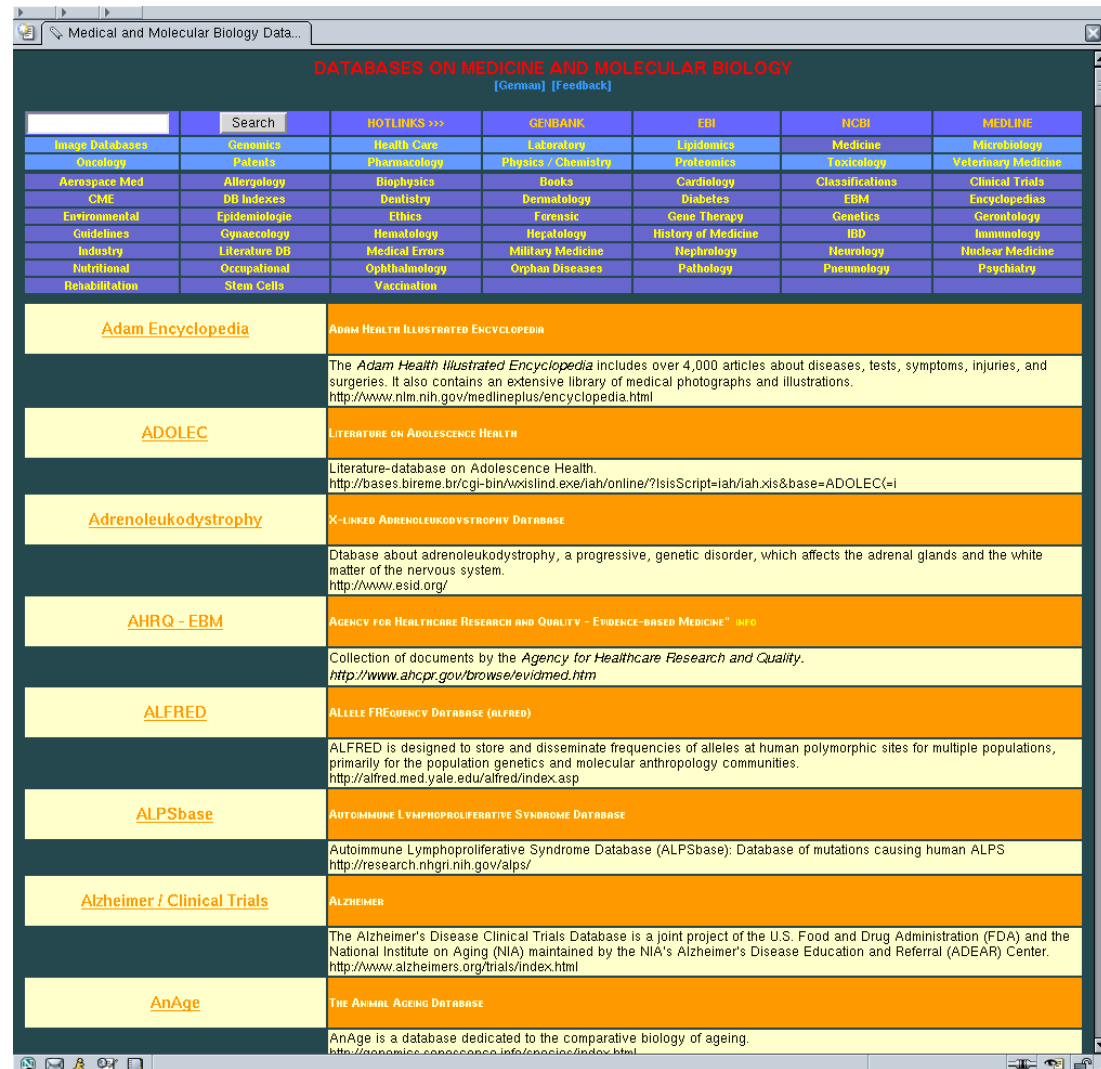 Medical and Molecular Biology Data...
DATABASES ON MEDICINE AND MOLECULAR BIOLOGY
[German] [Feedback]
Search HOTLINKS >>> GENBANK EBI NCBI MEDLINE
Image Databases Genomics Health Care Laboratory Lipidomics Medicine Microbiology
Oncology Patents Pharmacology Physics / Chemistry Proteomics Toxicology Veterinary Medicine
Aerospace Med Allergology Biophysics Books Cardiology Classifications Clinical Trials
CME DB Indexes Dentistry Dermatology Diabetes EBM Encyclopedias
Environmental Epidemiologie Ethics Forensic Gene Therapy Genetics Gerontology
Guidelines Gynaecology Hematology Hepatology History of Medicine IBD Immunology
Industry Literature DB Medical Errors Military Medicine Nephrology Neurology Nuclear Medicine
Nutritional Occupational Ophthalmology Orphan Diseases Pathology Pneumology Psychiatry
Rehabilitation Stem Cells Vaccination
Adam Encyclopedia ADAM HEALTH ILLUSTRATED ENCYCLOPEDIA
The Adam Health Illustrated Encyclopedia includes over 4,000 articles about diseases, tests, symptoms, injuries, and
surgeries. It also contains an extensive library of medical photographs and illustrations.
http://www.nlm.nih.gov/medlineplus/encyclopedia.html
ADOLEC LITERATURE ON ADOLESCENCE HEALTH
Literature-database on Adolescence Health.
http://bases.bireme.br/cgi-bin/wxislind.exe/iah/online/?IsisScript=iah/iah.xis&base=ADOLEC(=i
Adrenoleukodystrophy X-LINKED ADRENOLEUKODYSTROPHY DATABASE
Dtabase about adrenoleukodystrophy, a progressive, genetic disorder, which affects the adrenal glands and the white
matter of the nervous system.
http://www.esid.org/
AHRQ - EBM AGENCY FOR HEALTHCARE RESEARCH AND QUALITY - EVIDENCE-BASED MEDICINE" INFO
Collection of documents by the Agency for Healthcare Research and Quality.
http://www.ahcpr.gov/browse/evidmed.htm
ALFRED ALLELE FREQUENCY DATABASE (ALFRED)
ALFRED is designed to store and disseminate frequencies of alleles at human polymorphic sites for multiple populations,
primarily for the population genetics and molecular anthropology communities.
http://alfred.med.yale.edu/alfred/index.asp
ALPSbase AUTOIMMUNE LYMPHOPROLIFERATIVE SYNDROME DATABASE
Autoimmune Lymphoproliferative Syndrome Database (ALPSbase): Database of mutations causing human ALPS
http://research.nhgri.nih.gov/alps/
Alzheimer / Clinical Trials ALZHEIMER
The Alzheimer's Disease Clinical Trials Database is a joint project of the U.S. Food and Drug Administration (FDA) and the
National Institute on Aging (NIA) maintained by the NIA's Alzheimer's Disease Education and Referral (ADEAR) Center.
http://www.alzheimers.org/trials/index.html
AnAge THE ANIMAL AGEING DATABASE
AnAge is a database dedicated to the comparative biology of ageing.
http://genomics.senescence.info/species/index.html